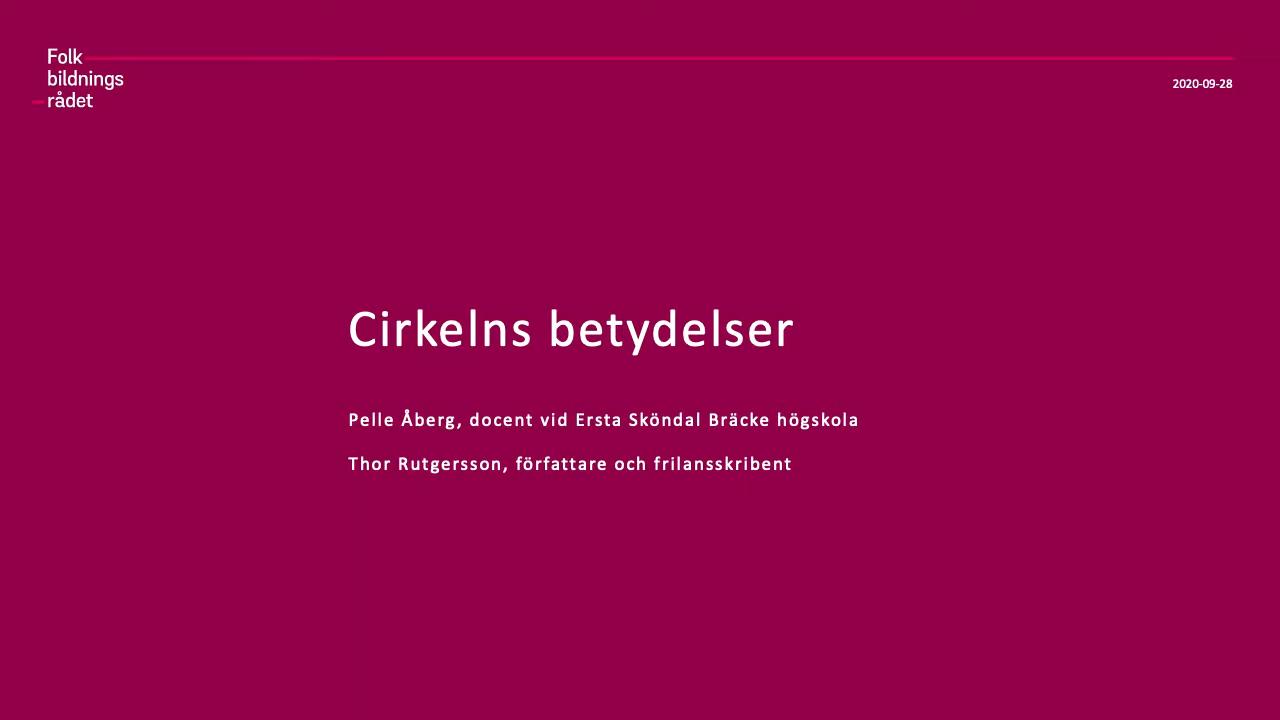 Folk
bildnings
rådet
2020-09-28
Cirkelns betydelser
Pelle Åberg, docent vid Ersta Sköndal Bräcke högskola
Thor Rutgersson, författare och frilansskribent